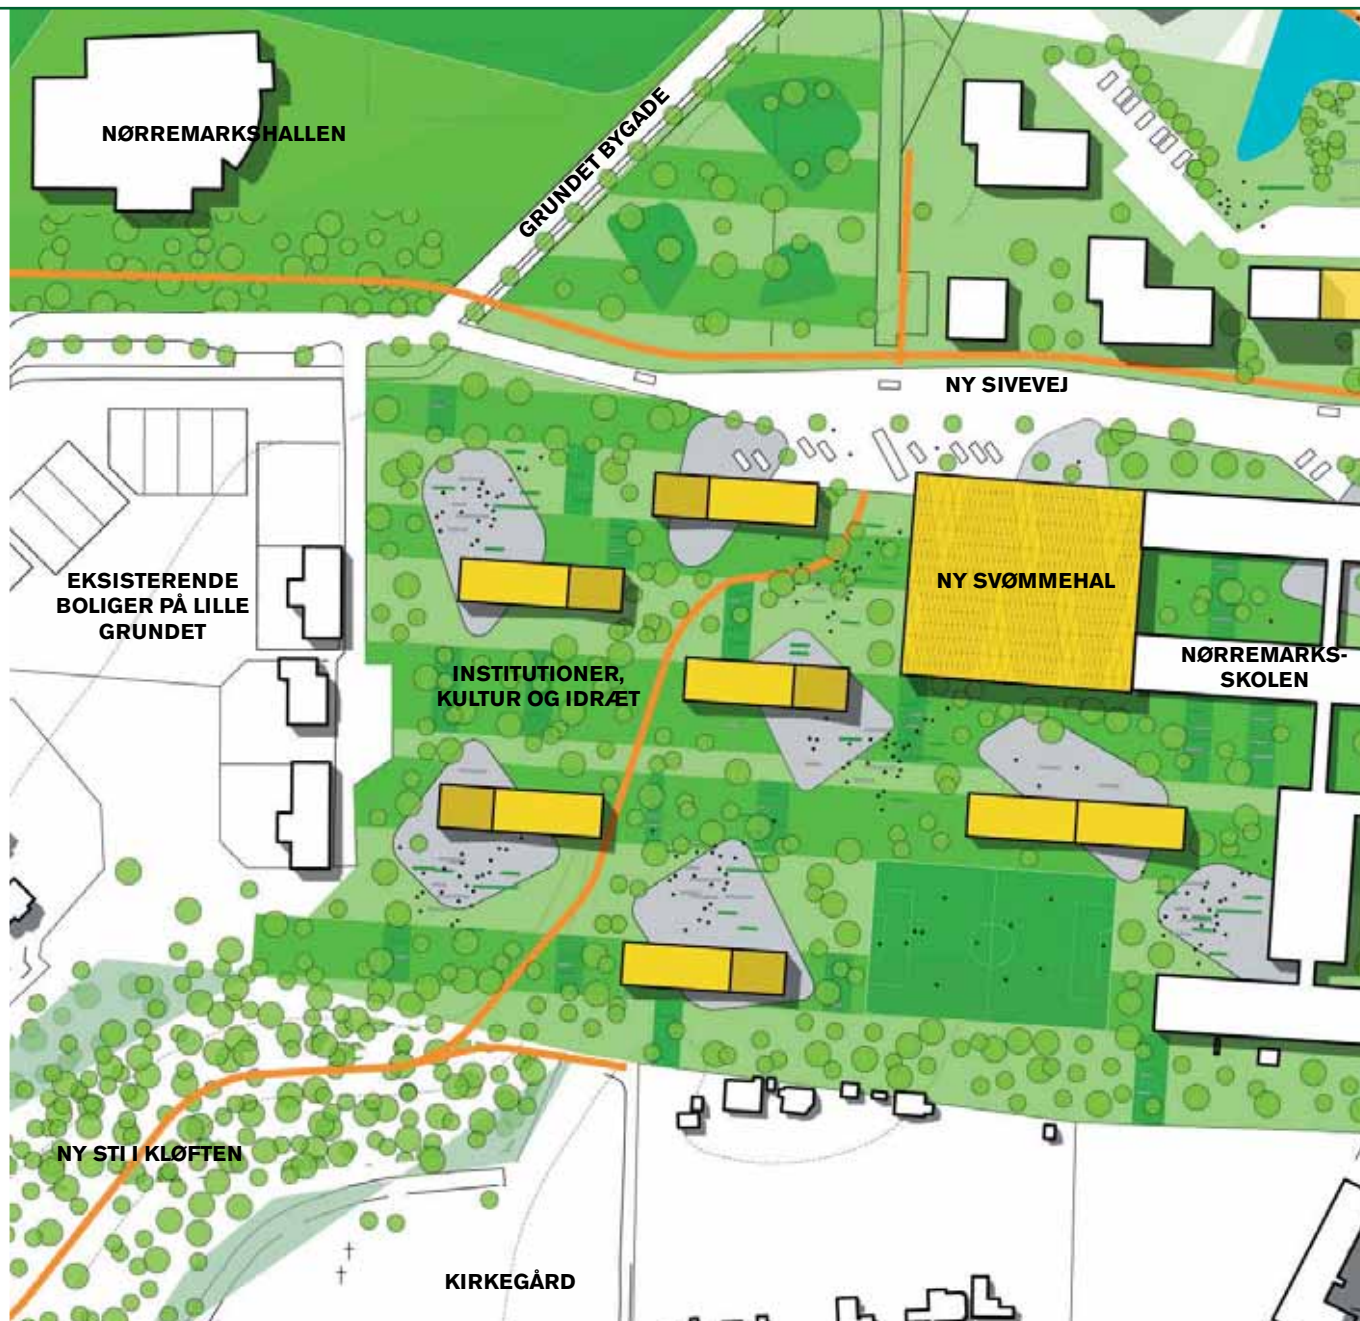 NØRREMARKSHALLEN
GRUNDET BYGADE
NY SIVEVEJ
EKSISTERENDE
BOLIGER PÅ LILLE
GRUNDET
NY SVØMMEHAL
INSTITUTIONER,
KULTUR OG IDRÆT
NØRREMARKS-
SKOLEN
NY STI I KLØFTEN
KIRKEGÅRD